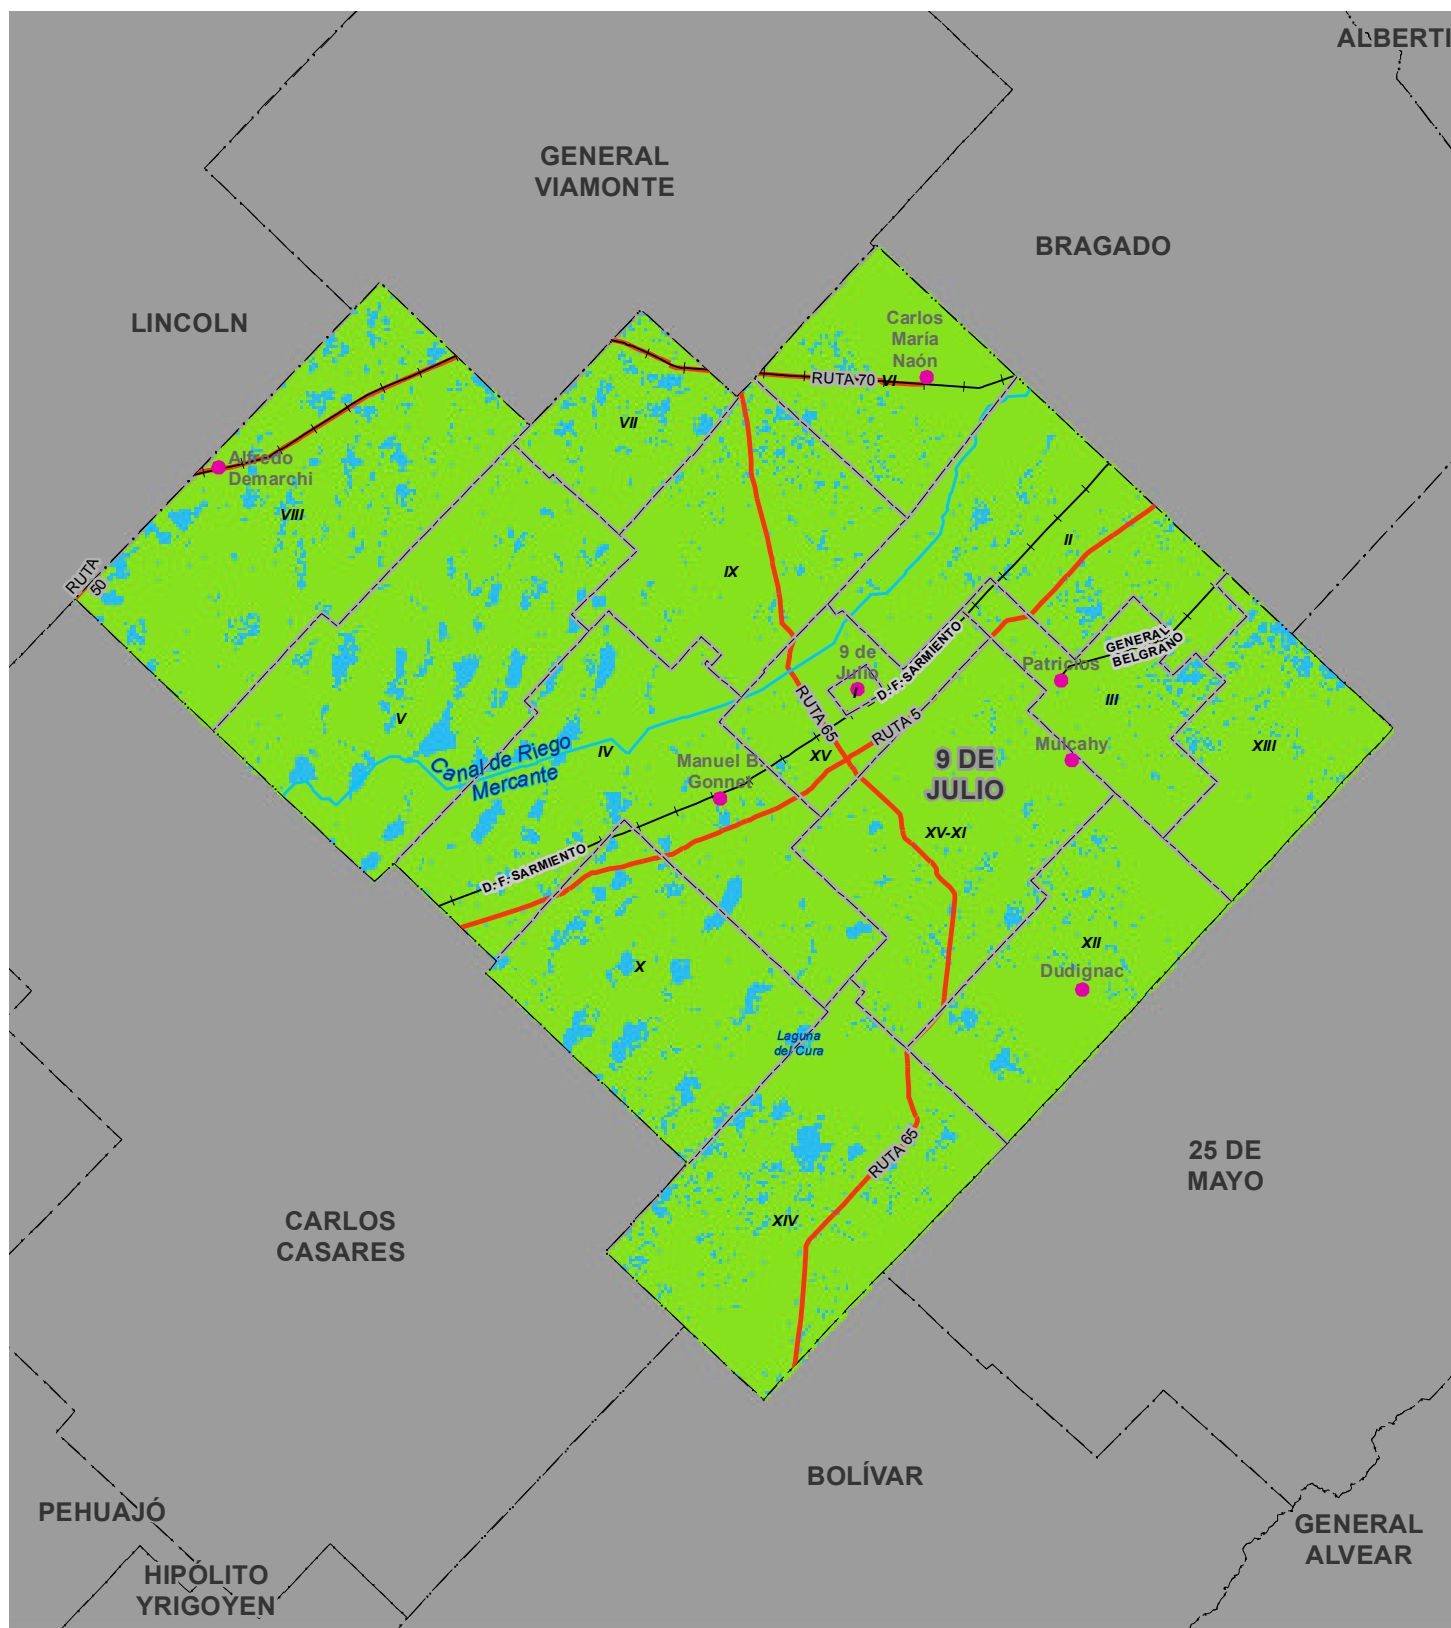 ALBERTI
GENERAL
VIAMONTE
BRAGADO
LINCOLN
Carlos
María
Naón
RUTA 70
VI
VII
Alfredo
Demarchi
VIII
II
IX
RUTA
50
GENERAL
BELGRANO
D.F.SARMIENTO
9 de
Julio
I
Patricios
III
RUTA 65
V
RUTA 5
XIII
IV
XV
Mulcahy
Canal de Riego
Mercante
Manuel B.
Gonnet
9 DE
JULIO
XV-XI
D.F.SARMIENTO
XII
X
Dudignac
Laguna
del Cura
RUTA 65
25 DE
MAYO
XIV
CARLOS
CASARES
BOLÍVAR
PEHUAJÓ
GENERAL
ALVEAR
HIPÓLITO
YRIGOYEN